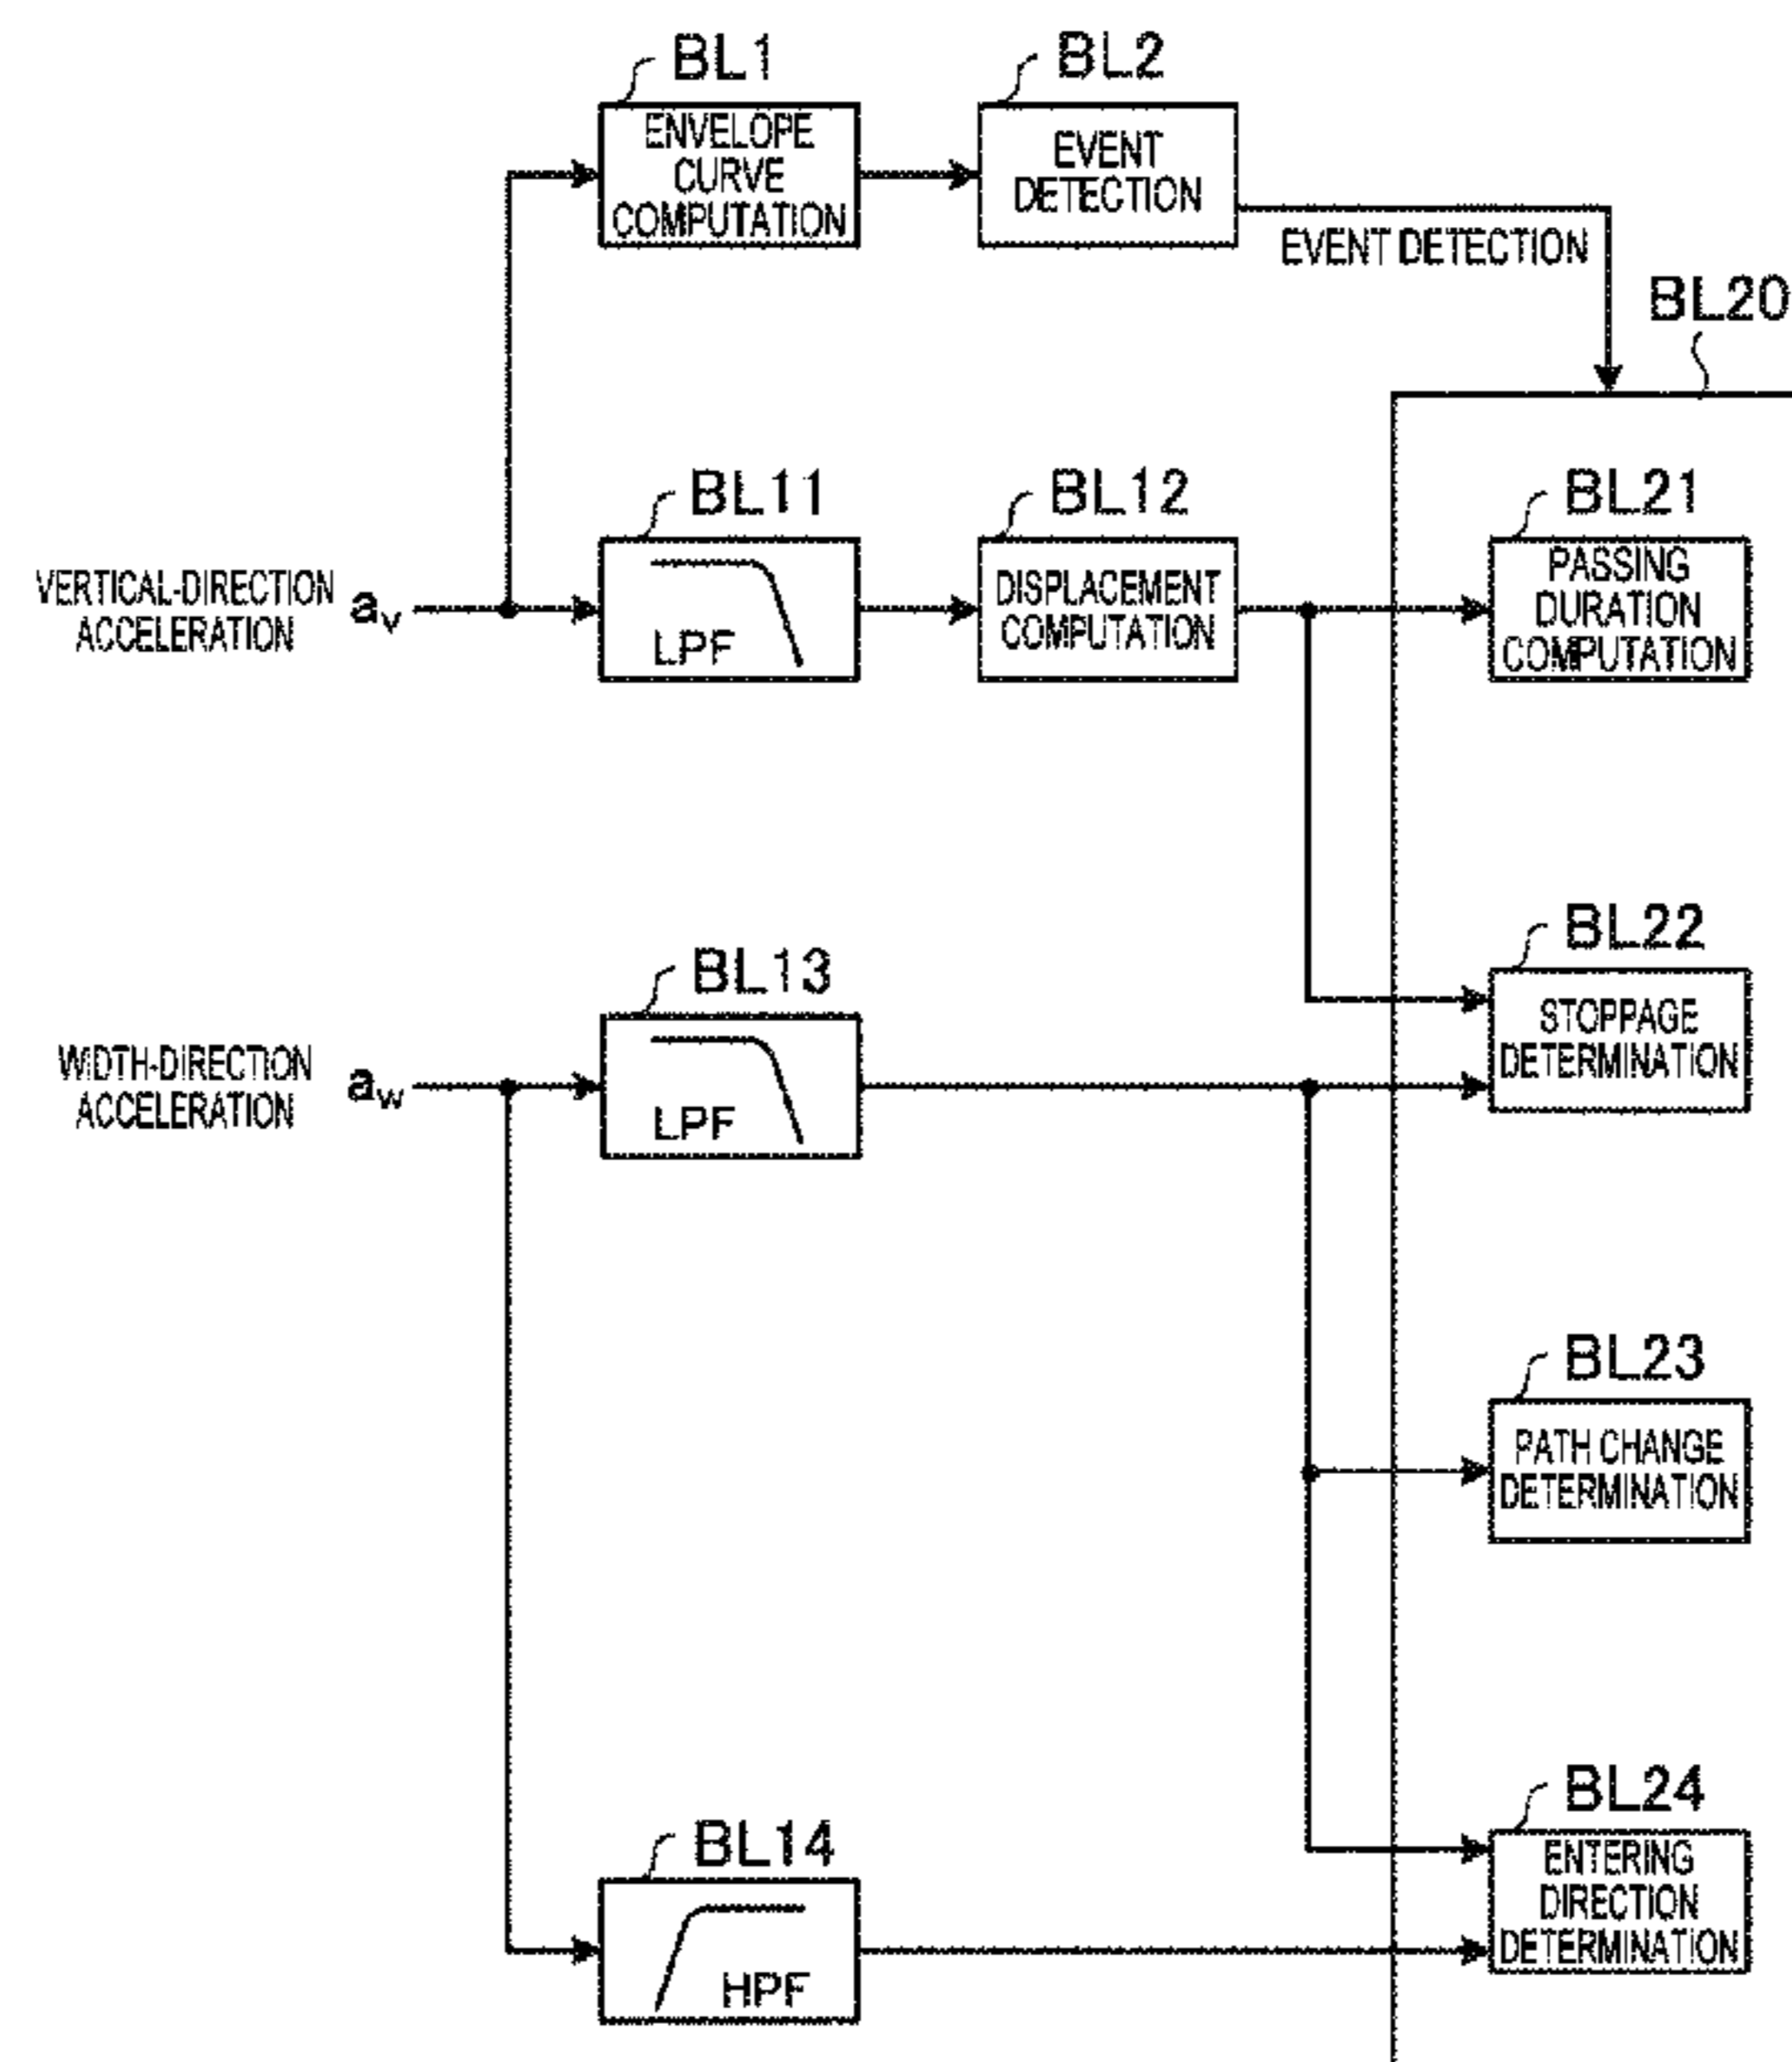 BL1
ENVELOPE
CURVE
COMPUTATION
BL2
EVENT
DETECTION
EVENT DETECTION
BL20
VERTICAL-DIRECTION
ACCELERATION
av
BL11
LPF
BL12
DISPLACEMENT
COMPUTATION
BL21
PASSING
DURATION
COMPUTATION
BL22
STOPPAGE
DETERMINATION
WIDTH-DIRECTION
ACCELERATION
aw
BL13
LPF
BL23
PATH CHANGE
DETERMINATION
BL14
HPF
BL24
ENTERING
DIRECTION
DETERMINATION